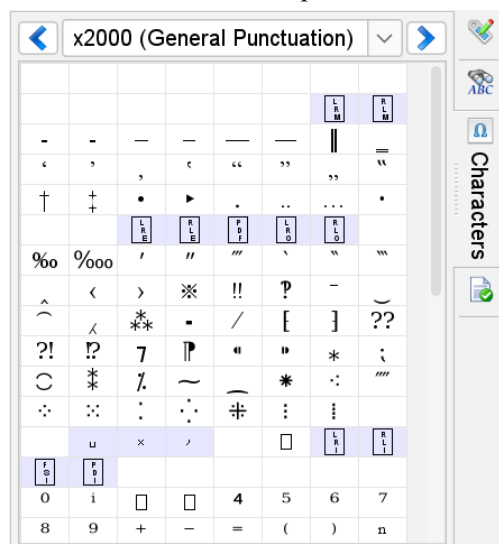 x2000 (General Punctuation)
LRM RLM
‐ ‑ ‒ – — ― ‖ ‗
‘ ’ ‚ ‛ “ ” „ ‟
† ‡ • ‣ ․ ‥ … ‧
LRE RLE PDF LRO RLO
‰ ‱ ′ ″ ‴ ‵ ‶ ‷
‸ ‹ › ※ ‼ ‽ ‾ ‿
⁀ ⁁ ⁂ ⁃ ⁄ ⁅ ⁆ ⁇
⁈ ⁉ ⁊ ⁋ ⁌ ⁍ ⁎ ⁏
⁐ ⁑ ⁒ ⁓ ⁔ ⁕ ⁖ ⁗
⁘ ⁙ ⁚ ⁛ ⁜ ⁝ ⁞
␣ × , LRI RLI
FSI PDI
0 i 4 5 6 7
8 9 + − = ( ) n
ABC
Ω
Characters